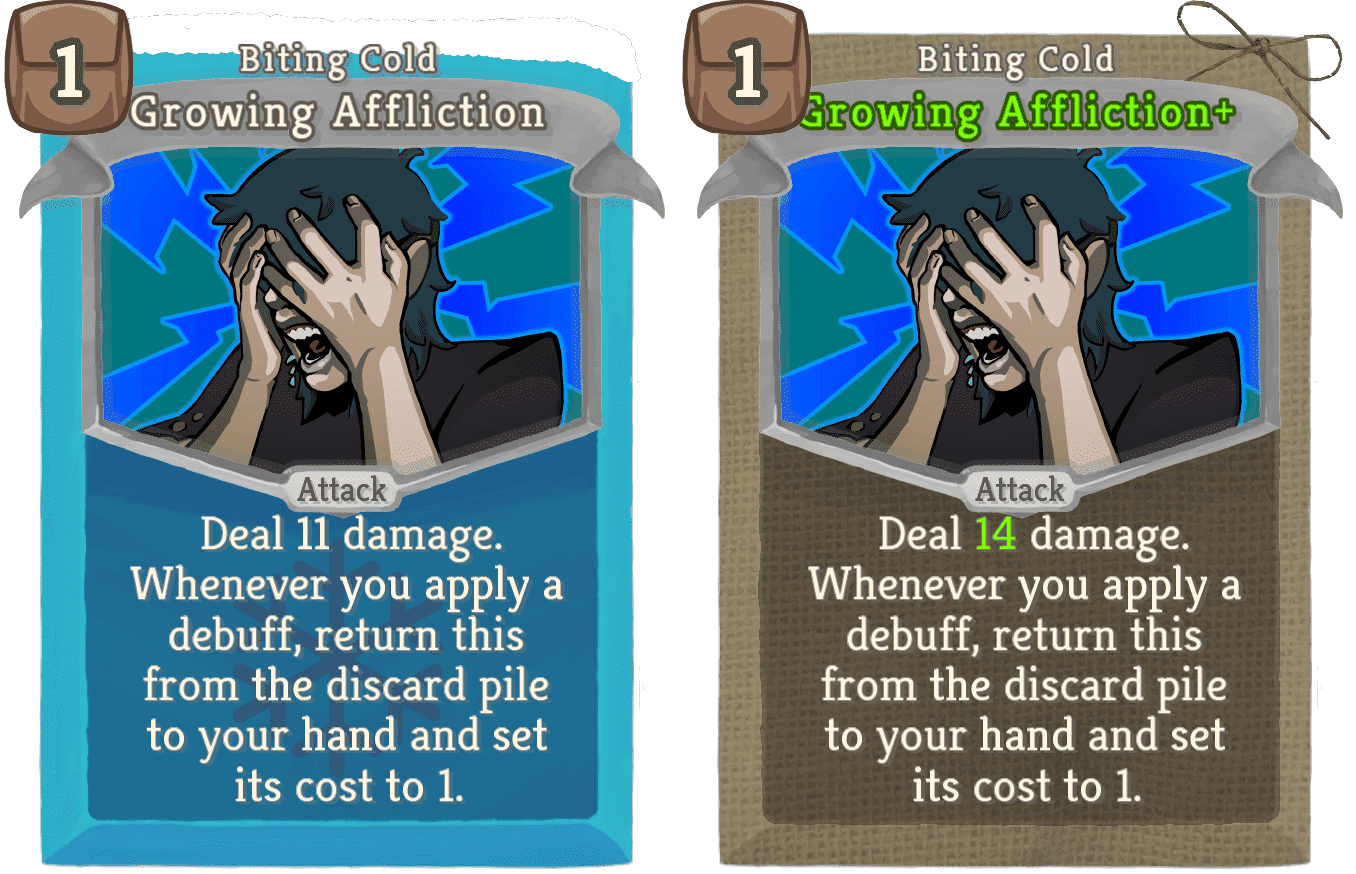 1
Biting Cold
Growing Affliction
Attack
Deal 11 damage.
Whenever you apply a
debuff, return this
from the discard pile
to your hand and set
its cost to 1.
1
Biting Cold
Growing Affliction+
Attack
Deal 14 damage.
Whenever you apply a
debuff, return this
from the discard pile
to your hand and set
its cost to 1.